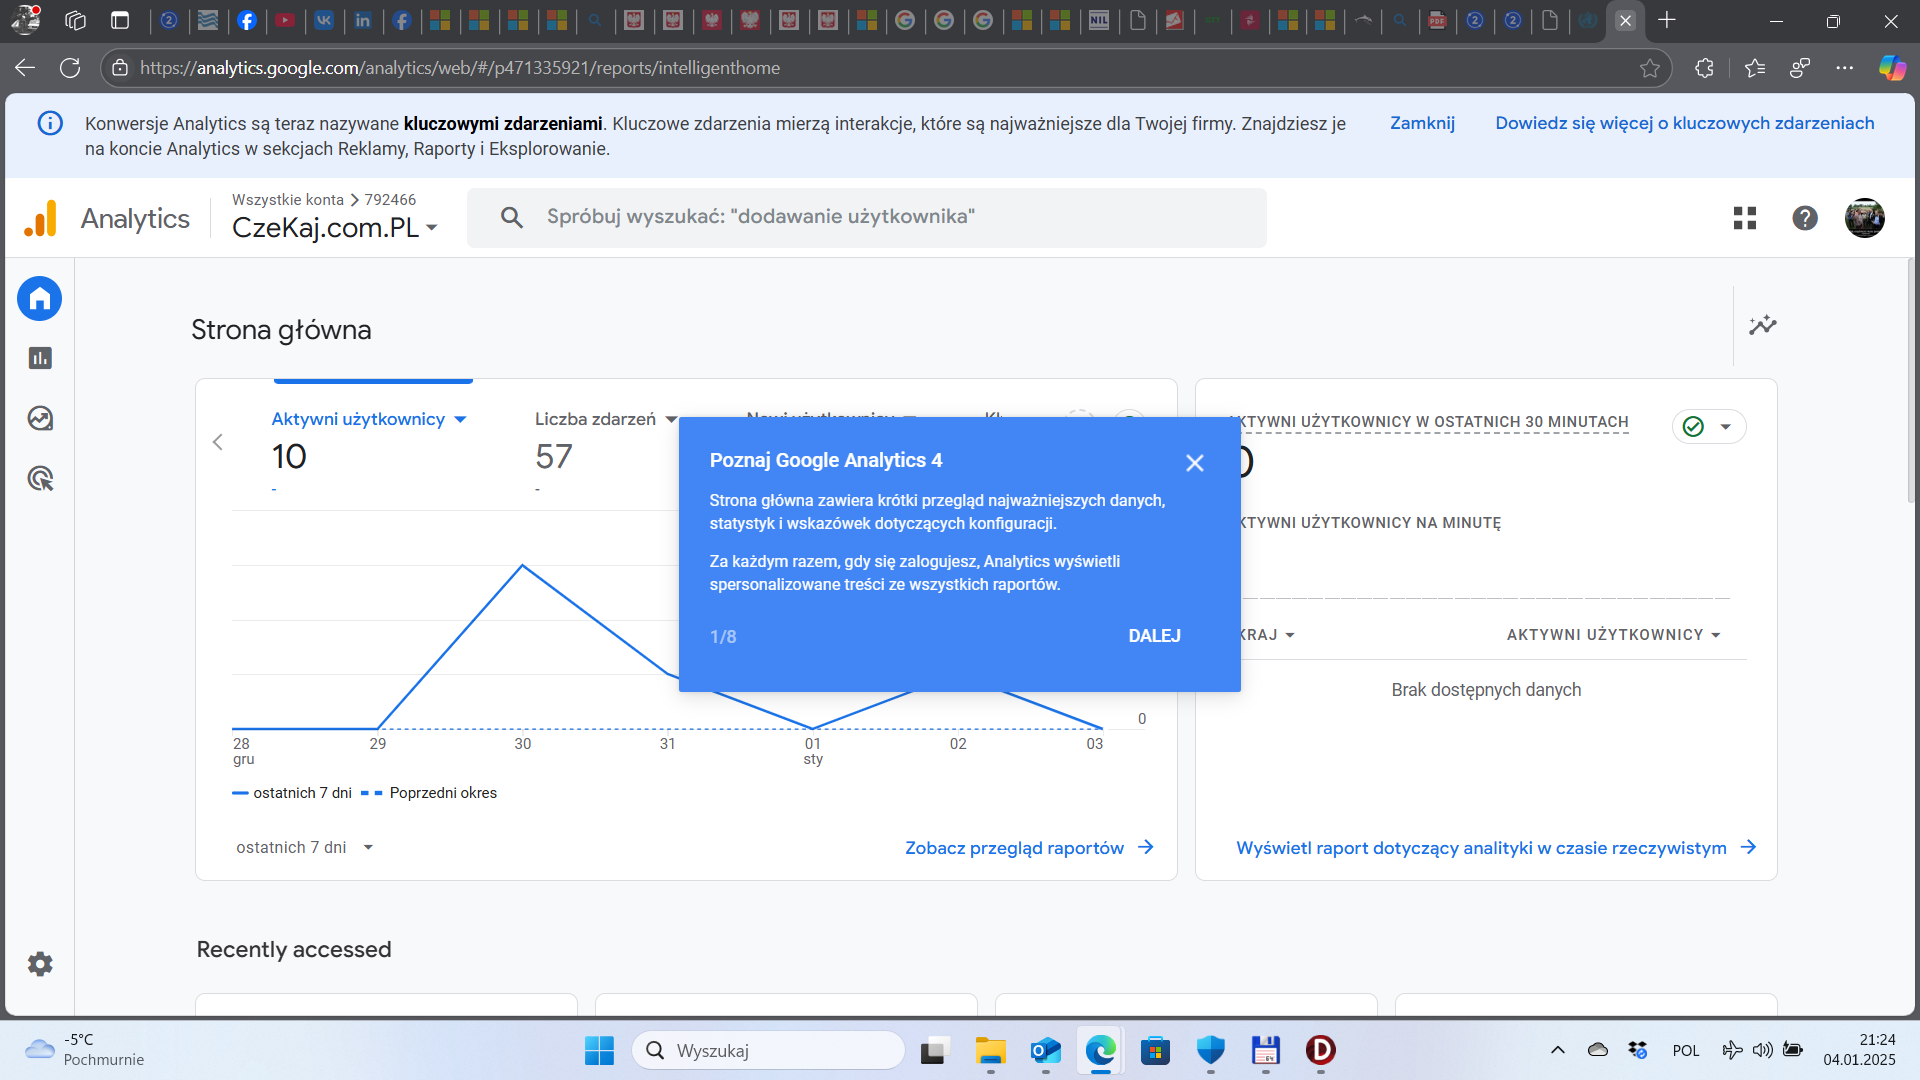 https://analytics.google.com/analytics/web/#/p471335921/reports/intelligenthome
Konwersje Analytics są teraz nazywane kluczowymi zdarzeniami. Kluczowe zdarzenia mierzą interakcje, które są najważniejsze dla Twojej firmy. Znajdziesz je
na koncie Analytics w sekcjach Reklamy, Raporty i Eksplorowanie.
Zamknij
Dowiedz się więcej o kluczowych zdarzeniach
Analytics
Wszystkie konta > 792466
CzeKaj.com.PL
Spróbuj wyszukać: "dodawanie użytkownika"
Strona główna
Aktywni użytkownicy
10
-
Liczba zdarzeń
57
-
Poznaj Google Analytics 4
Strona główna zawiera krótki przegląd najważniejszych danych,
statystyk i wskazówek dotyczących konfiguracji.
Za każdym razem, gdy się zalogujesz, Analytics wyświetli
spersonalizowane treści ze wszystkich raportów.
1/8
DALEJ
0
28
gru
29
30
31
01
sty
02
03
ostatnich 7 dni
Poprzedni okres
ostatnich 7 dni
Zobacz przegląd raportów
KTYWNI UŻYTKOWNICY W OSTATNICH 30 MINUTACH
0
KTYWNI UŻYTKOWNICY NA MINUTĘ
KRAJ
AKTYWNI UŻYTKOWNICY
Brak dostępnych danych
Wyświetl raport dotyczący analityki w czasie rzeczywistym
Recently accessed
-5°C
Pochmurnie
Wyszukaj
POL
21:24
04.01.2025